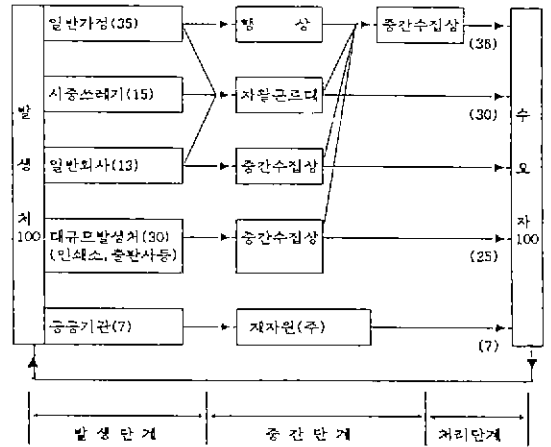 일반가정(35)
행 상
중간수집상
(38)
시중쓰레기(15)
자활근로대
(30)
발
생
처
100
수
요
자
100
일반회사(13)
중간수집상
대규모발생처(30)
(인쇄소, 출판사등)
중간수집상
(25)
공공기관(7)
재자원(주)
(7)
발 생 단 계
중 간 단 계
처리단계